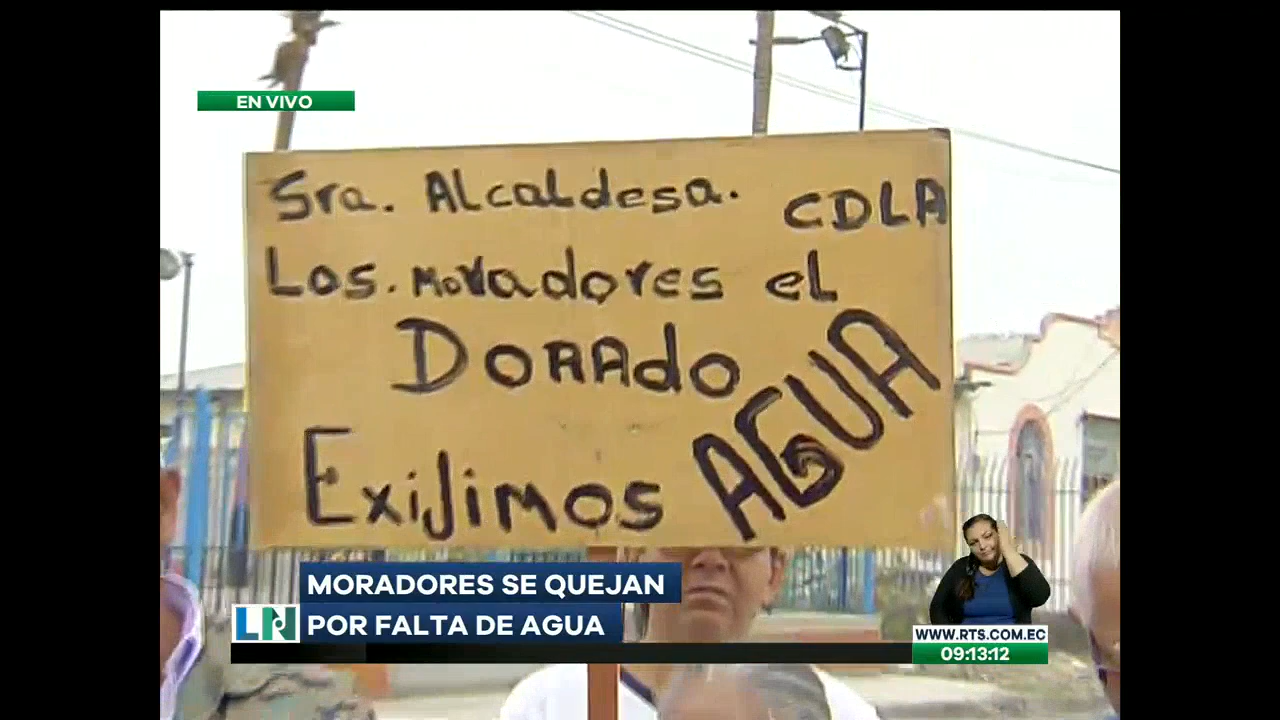 EN VIVO
Sra. Alcaldesa. CDLA
Los. Moradores el
DORADO
Exijimos AGUA
MORADORES SE QUEJAN
POR FALTA DE AGUA
LN
WWW.RTS.COM.EC
09:13:12